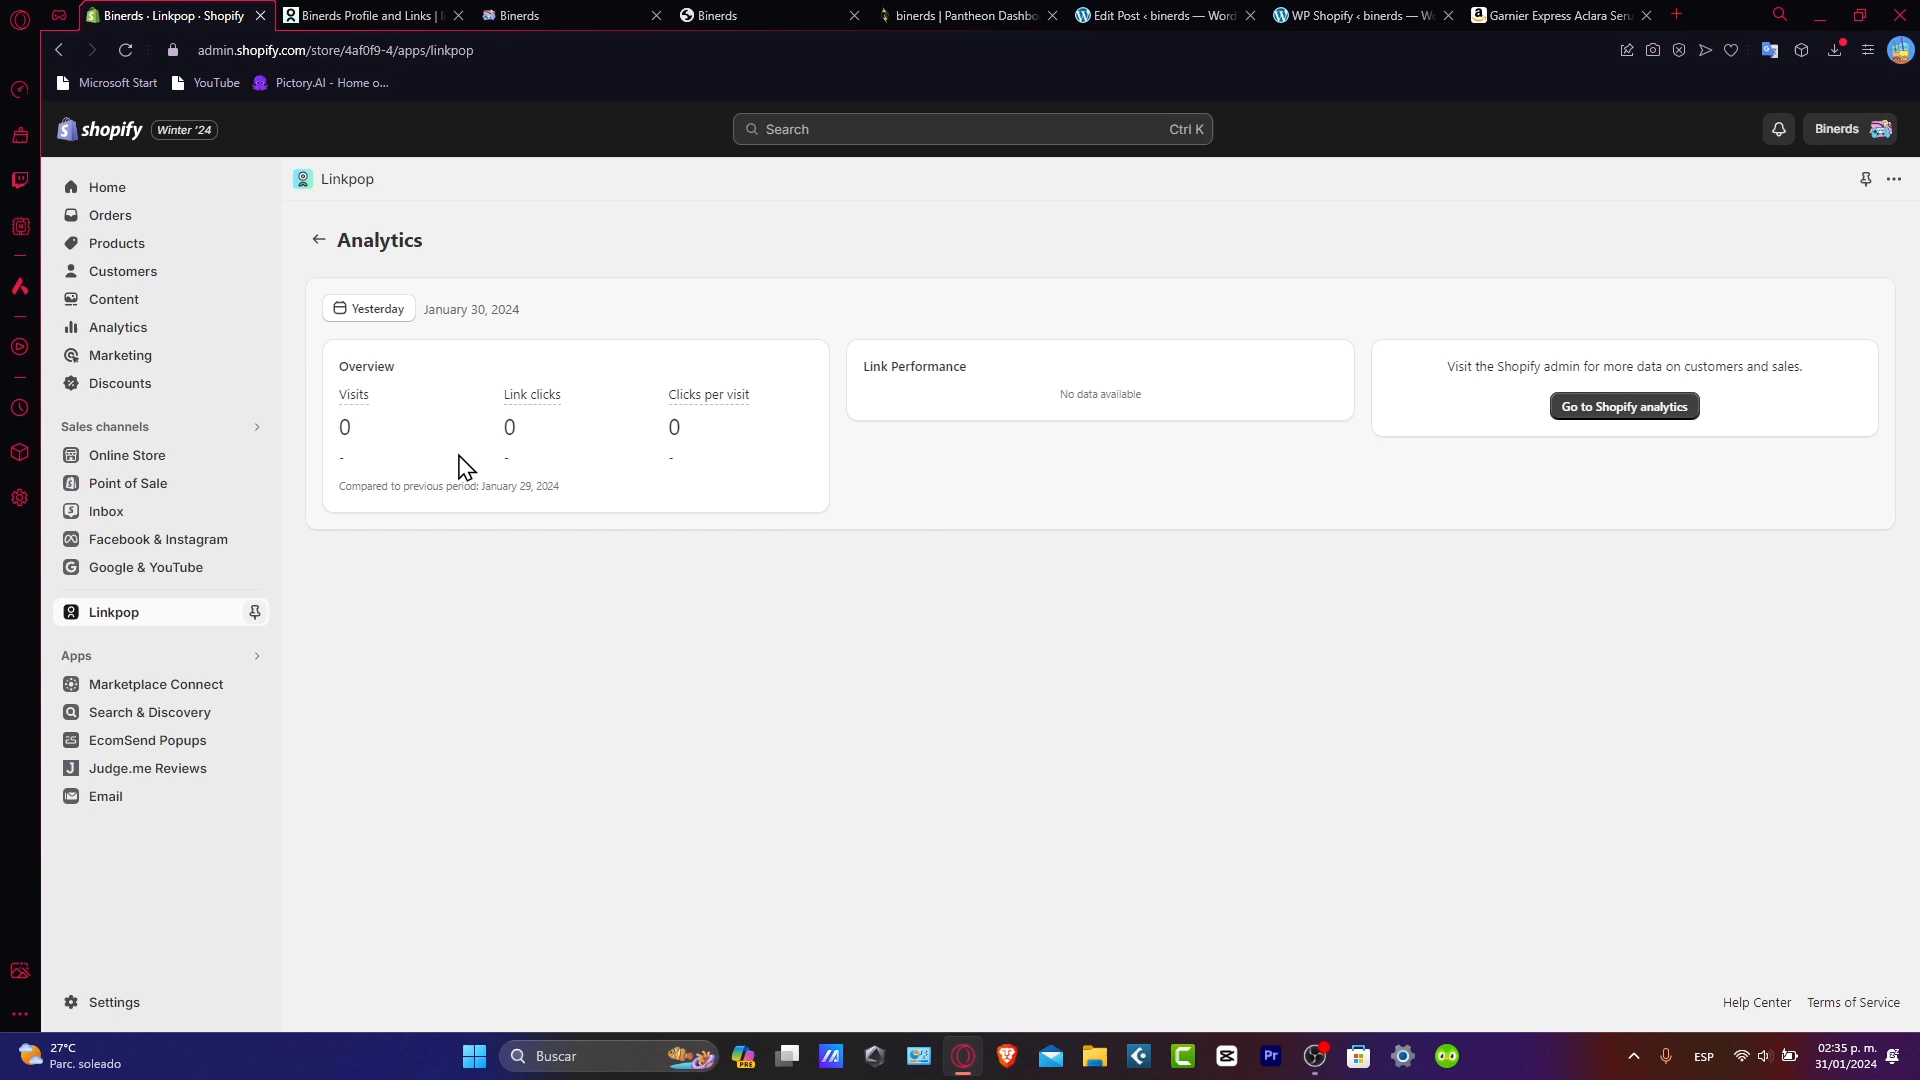 Binerds · Linkpop · Shopify
Binerds Profile and Links |
Binerds
Binerds
binerds | Pantheon Dashbo
Edit Post ‹ binerds — Word
WP Shopify ‹ binerds — W
Garnier Express Aclara Seru
admin.shopify.com/store/4af0f9-4/apps/linkpop
Microsoft Start
YouTube
Pictory.AI - Home o...
shopify
Winter '24
Search
Ctrl K
Binerds
Home
Orders
Products
Customers
Content
Analytics
Marketing
Discounts
Sales channels
Online Store
Point of Sale
Inbox
Facebook & Instagram
Google & YouTube
Linkpop
Apps
Marketplace Connect
Search & Discovery
EcomSend Popups
Judge.me Reviews
Email
Settings
Linkpop
Analytics
Yesterday
January 30, 2024
Overview
Visits
Link clicks
Clicks per visit
0
0
0
-
-
-
Compared to previous period: January 29, 2024
Link Performance
No data available
Visit the Shopify admin for more data on customers and sales.
Go to Shopify analytics
Help Center
Terms of Service
27°C
Parc. soleado
Buscar
PRE
Pr
ESP
02:35 p. m.
31/01/2024